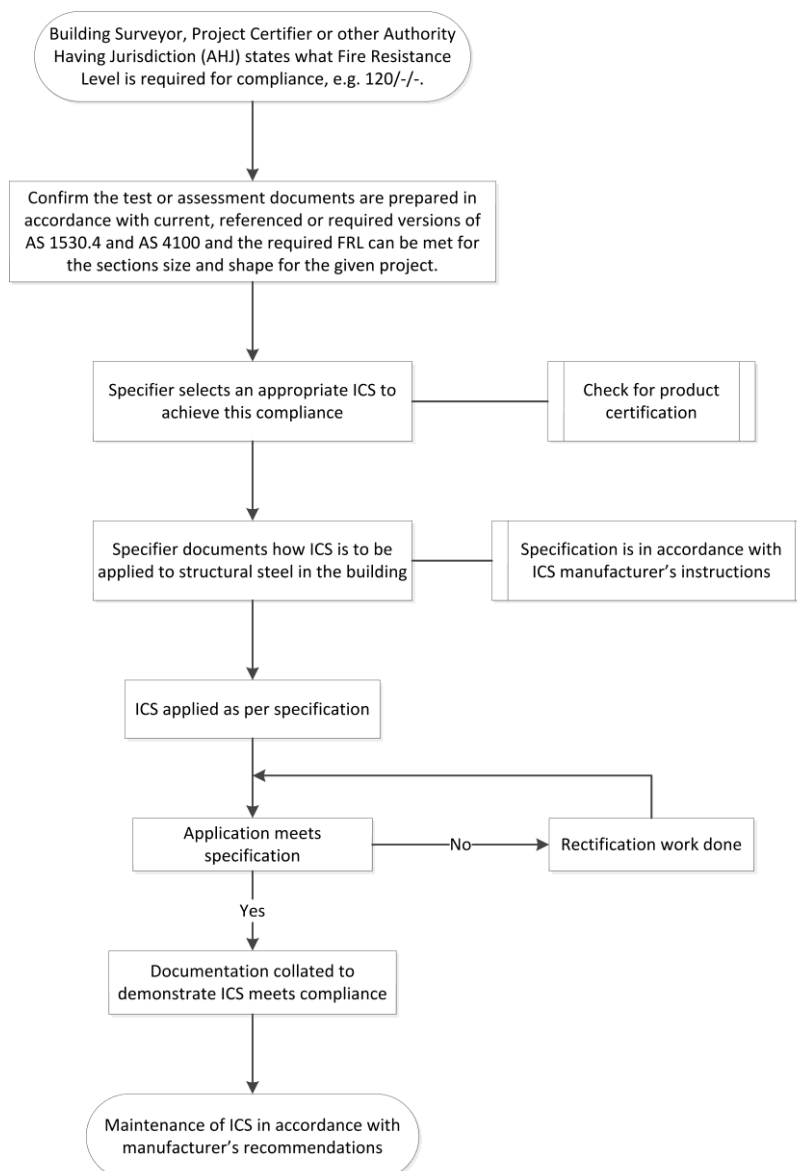 Building Surveyor, Project Certifier or other Authority
Having Jurisdiction (AHJ) states what Fire Resistance
Level is required for compliance, e.g. 120/-/-.
Confirm the test or assessment documents are prepared in
accordance with current, referenced or required versions of
AS 1530.4 and AS 4100 and the required FRL can be met for
the sections size and shape for the given project.
Specifier selects an appropriate ICS to
achieve this compliance
Check for product
certification
Specifier documents how ICS is to be
applied to structural steel in the building
Specification is in accordance with
ICS manufacturer’s instructions
ICS applied as per specification
Application meets
specification
No
Rectification work done
Yes
Documentation collated to
demonstrate ICS meets compliance
Maintenance of ICS in accordance with
manufacturer’s recommendations